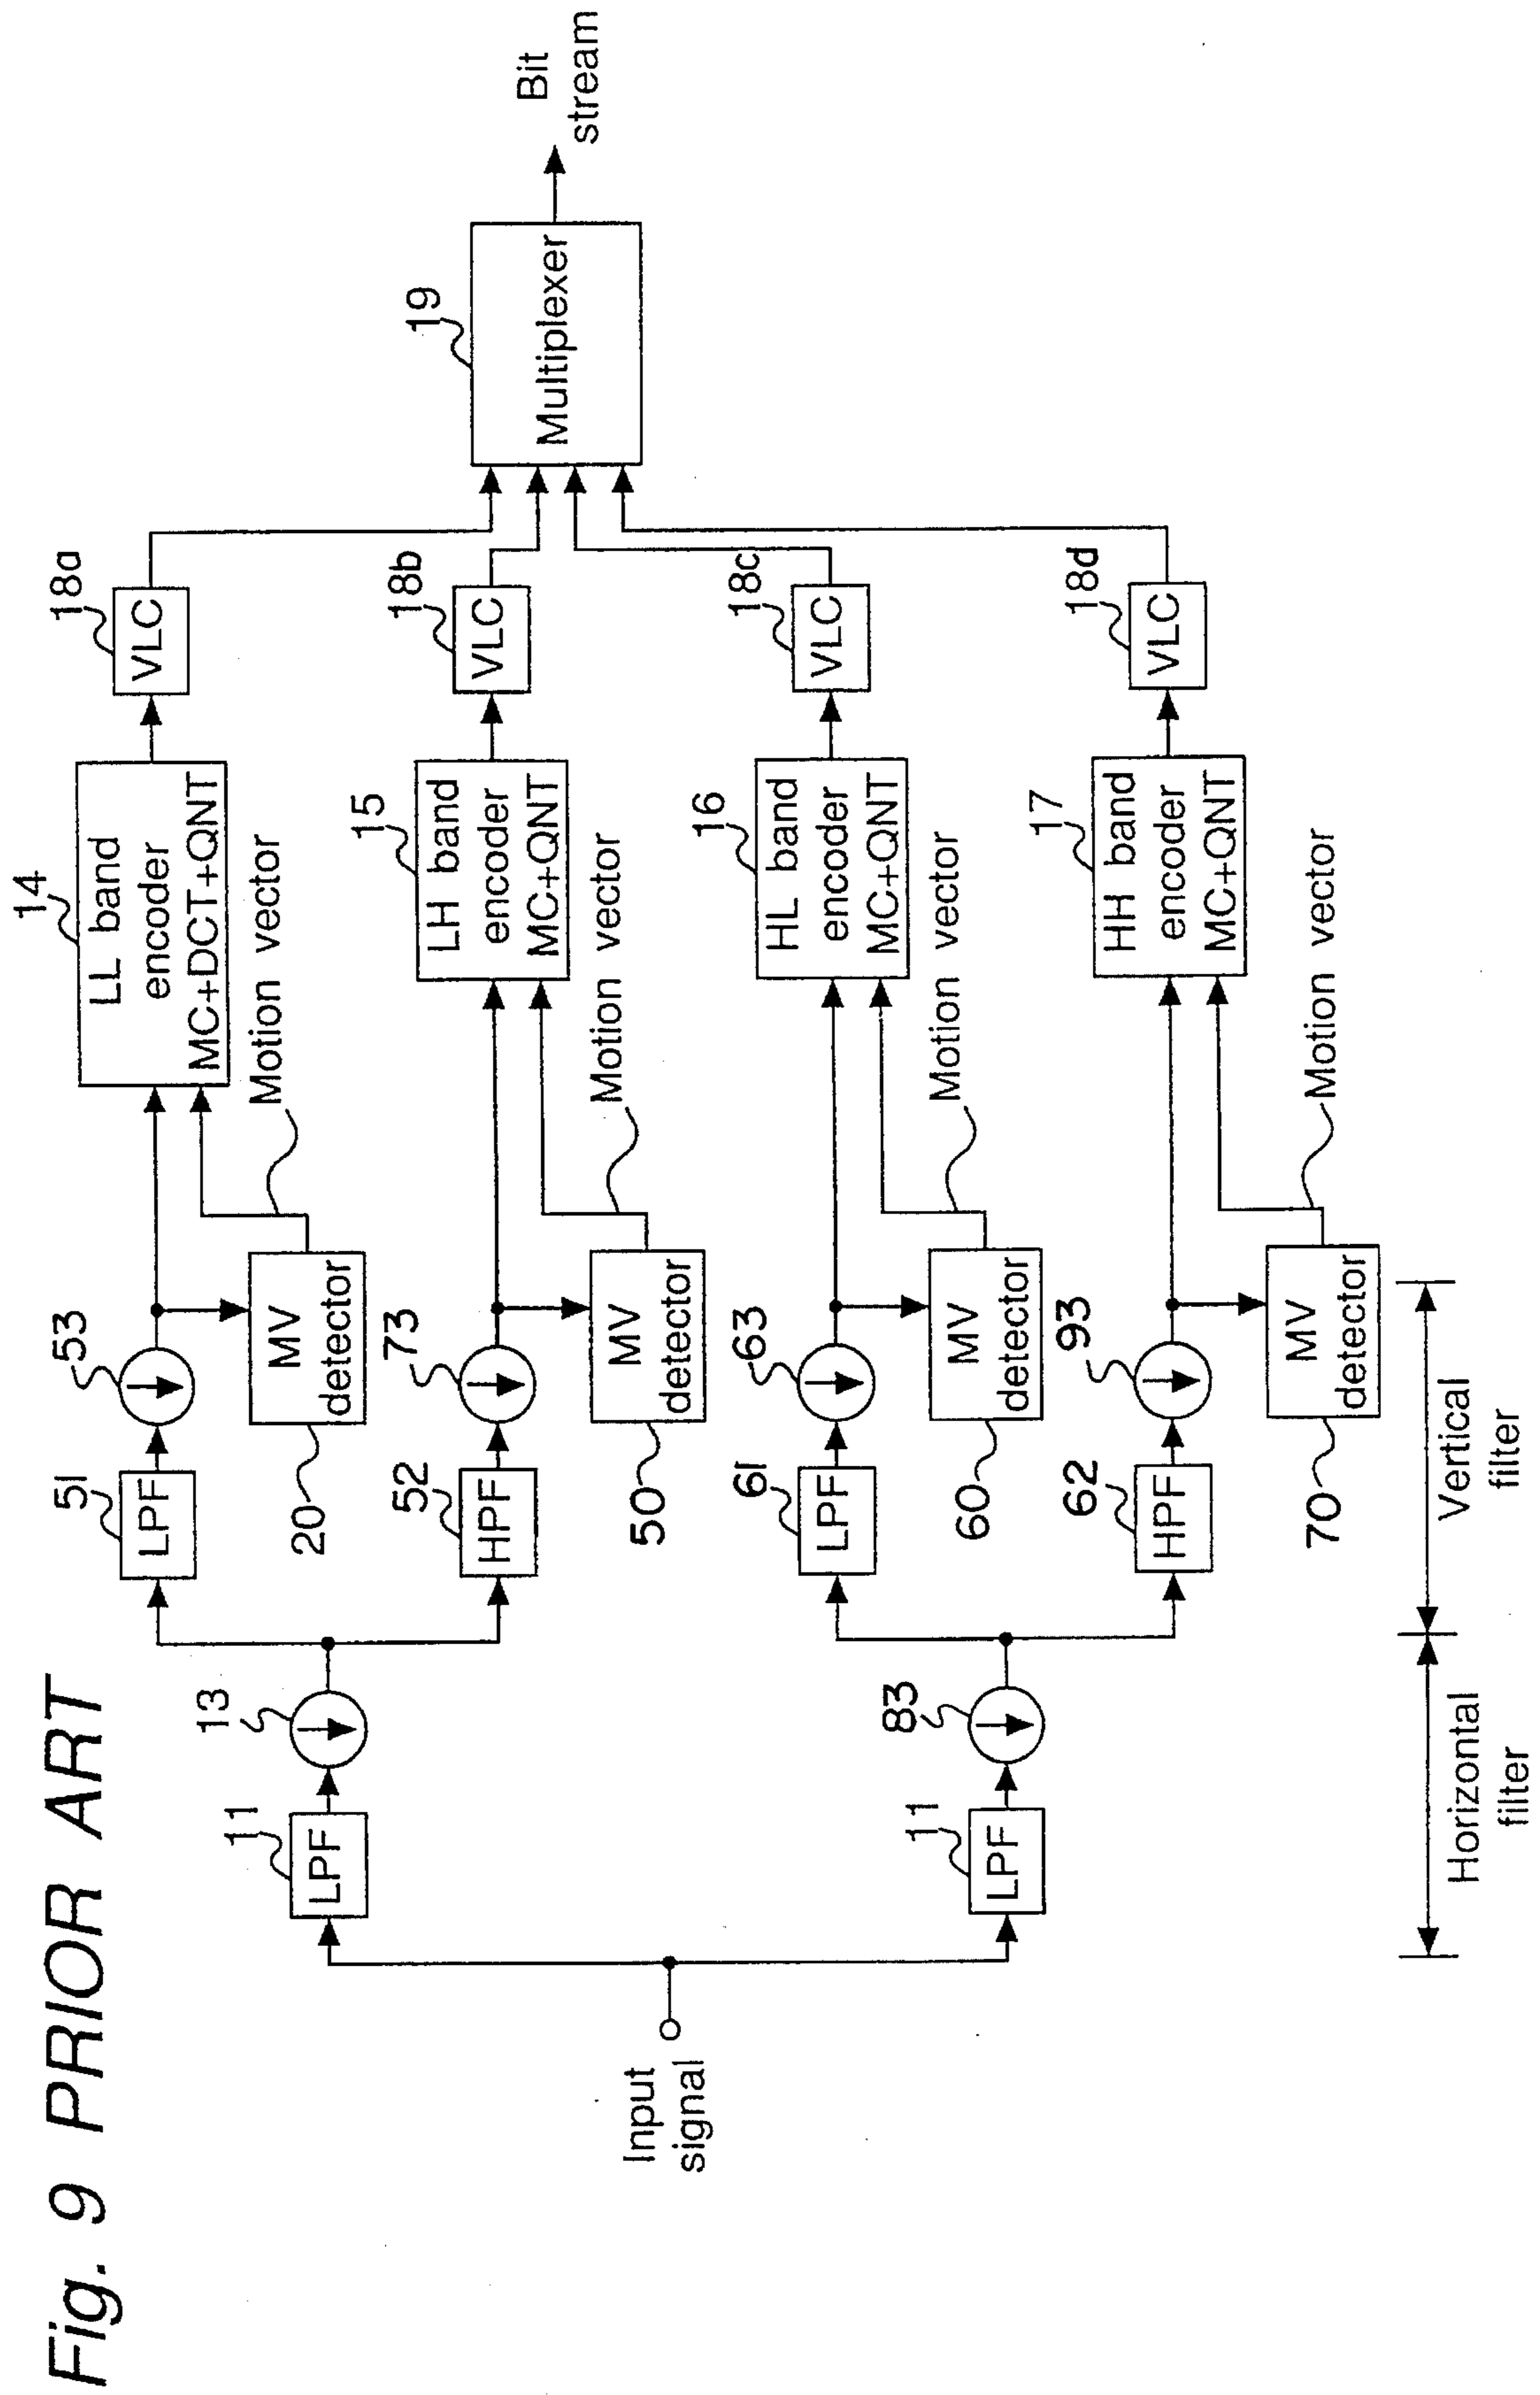 Fig. 9 PRIOR ART
Input
signal
11
LPF
13
51
LPF
53
20
MV
detector
Motion vector
14
LL band
encoder
MC+DCT+QNT
18a
VLC
52
HPF
73
50
MV
detector
Motion vector
15
LH band
encoder
MC+QNT
18b
VLC
19
Multiplexer
Bit
stream
11
LPF
83
61
LPF
63
60
MV
detector
Motion vector
16
HL band
encoder
MC+QNT
18c
VLC
62
HPF
93
70
MV
detector
Motion vector
17
HH band
encoder
MC+QNT
18d
VLC
Horizontal
filter
Vertical
filter